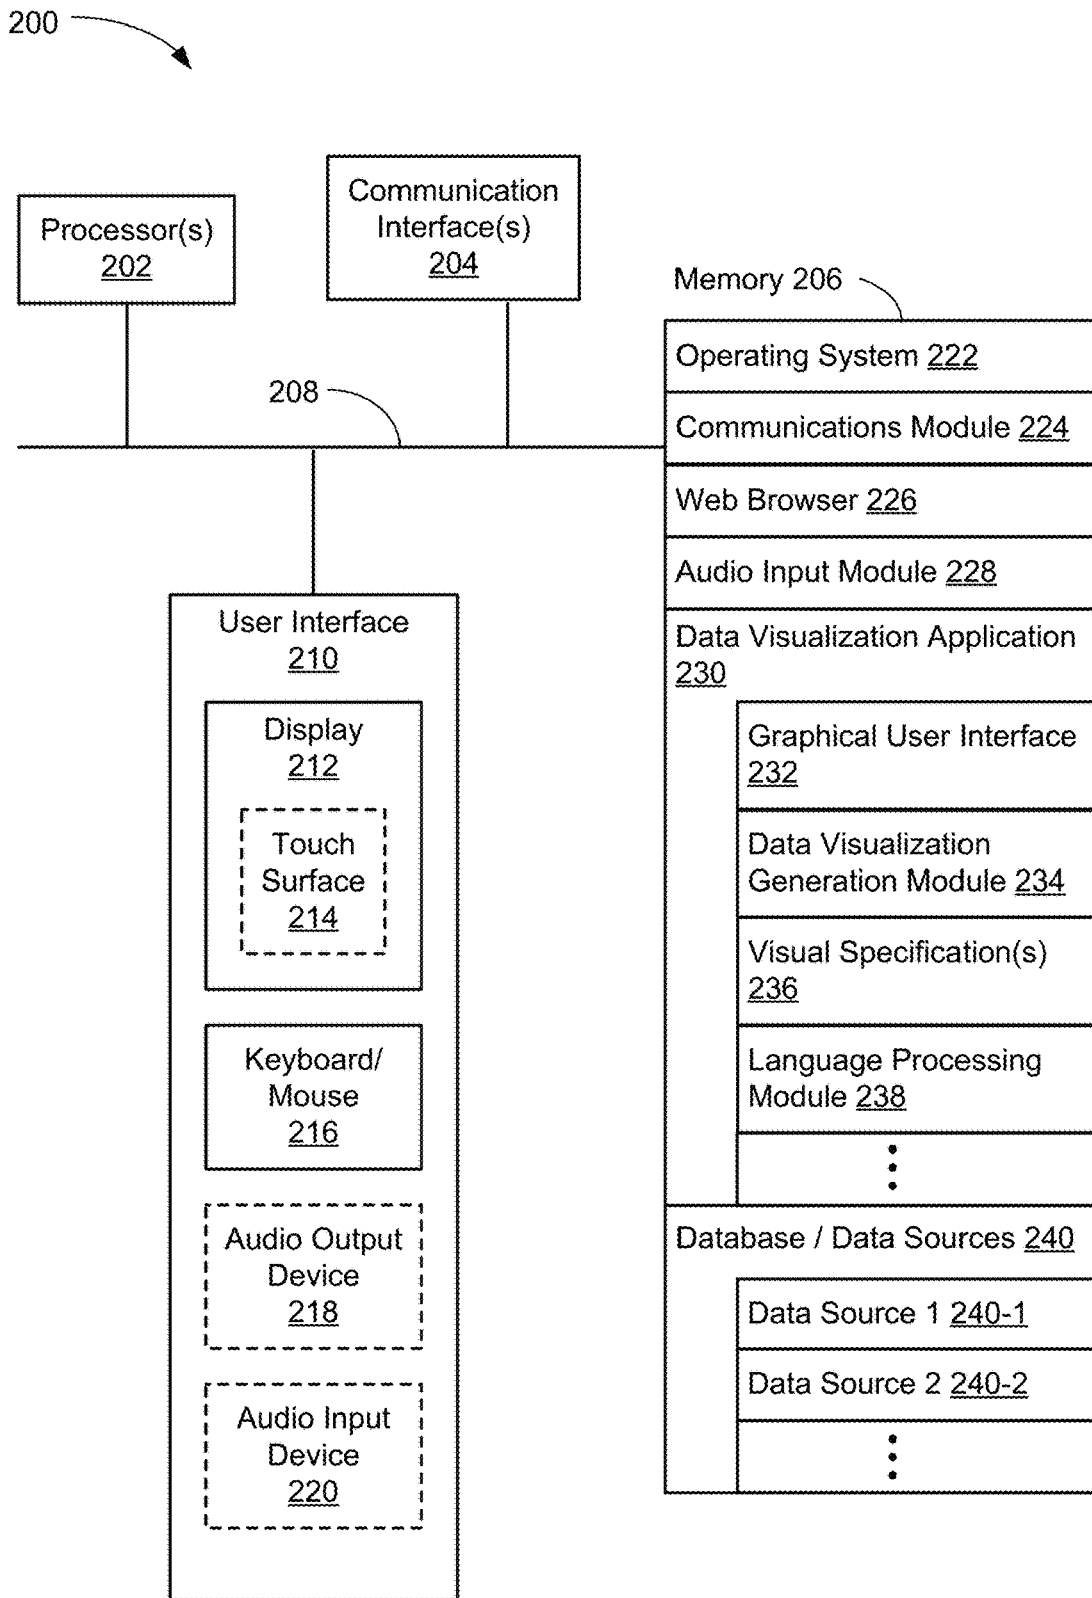 200
Processor(s)
202
Communication
Interface(s)
204
208
Memory 206
Operating System 222
Communications Module 224
Web Browser 226
Audio Input Module 228
Data Visualization Application
230
Graphical User Interface
232
Data Visualization
Generation Module 234
Visual Specification(s)
236
Language Processing
Module 238
Database / Data Sources 240
Data Source 1 240-1
Data Source 2 240-2
User Interface
210
Display
212
Touch
Surface
214
Keyboard/
Mouse
216
Audio Output
Device
218
Audio Input
Device
220